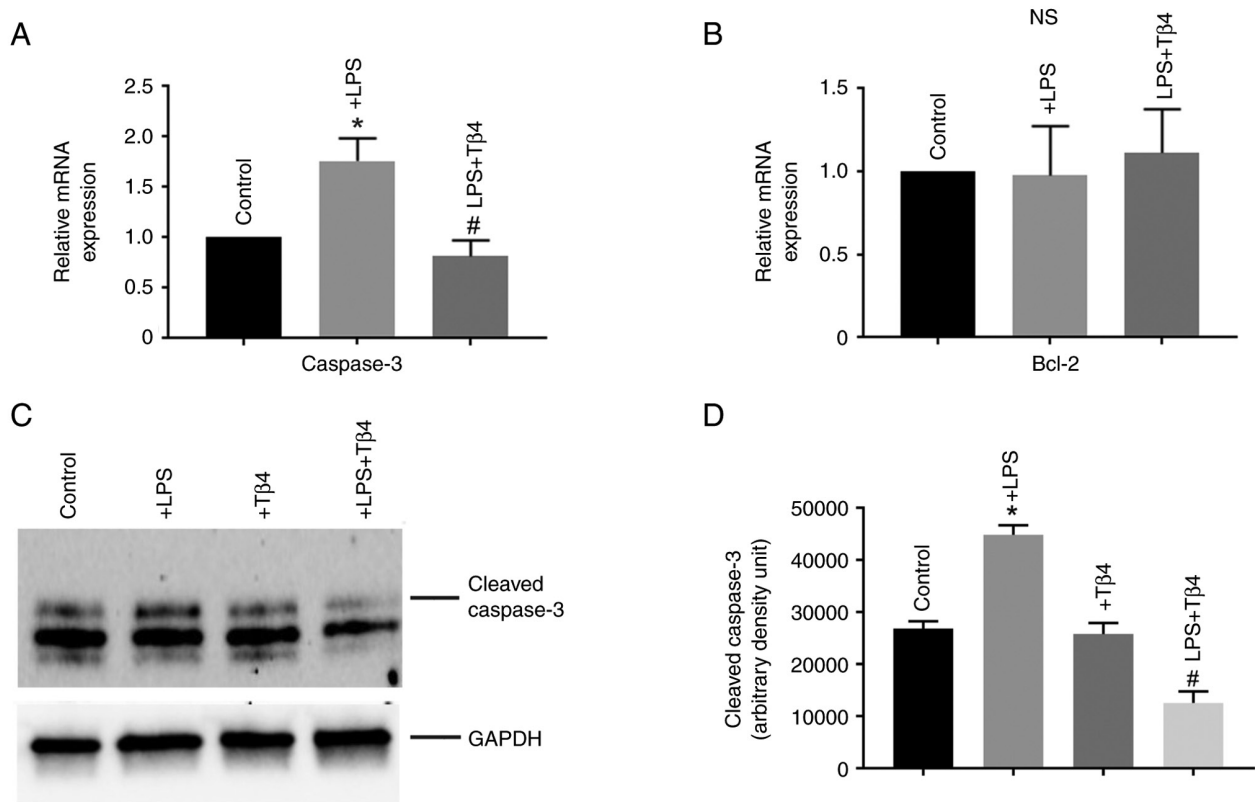 A
Relative mRNA
expression
2.5
2.0
1.5
1.0
0.5
0
Control
*
+LPS
# LPS+Tβ4
Caspase-3
B
NS
Relative mRNA
expression
1.5
1.0
0.5
0
Control
+LPS
LPS+Tβ4
Bcl-2
C
Control
+LPS
+Tβ4
+LPS+Tβ4
Cleaved
caspase-3
GAPDH
D
Cleaved caspase-3
(arbitrary density unit)
50000
40000
30000
20000
10000
0
Control
*+LPS
+Tβ4
# LPS+Tβ4